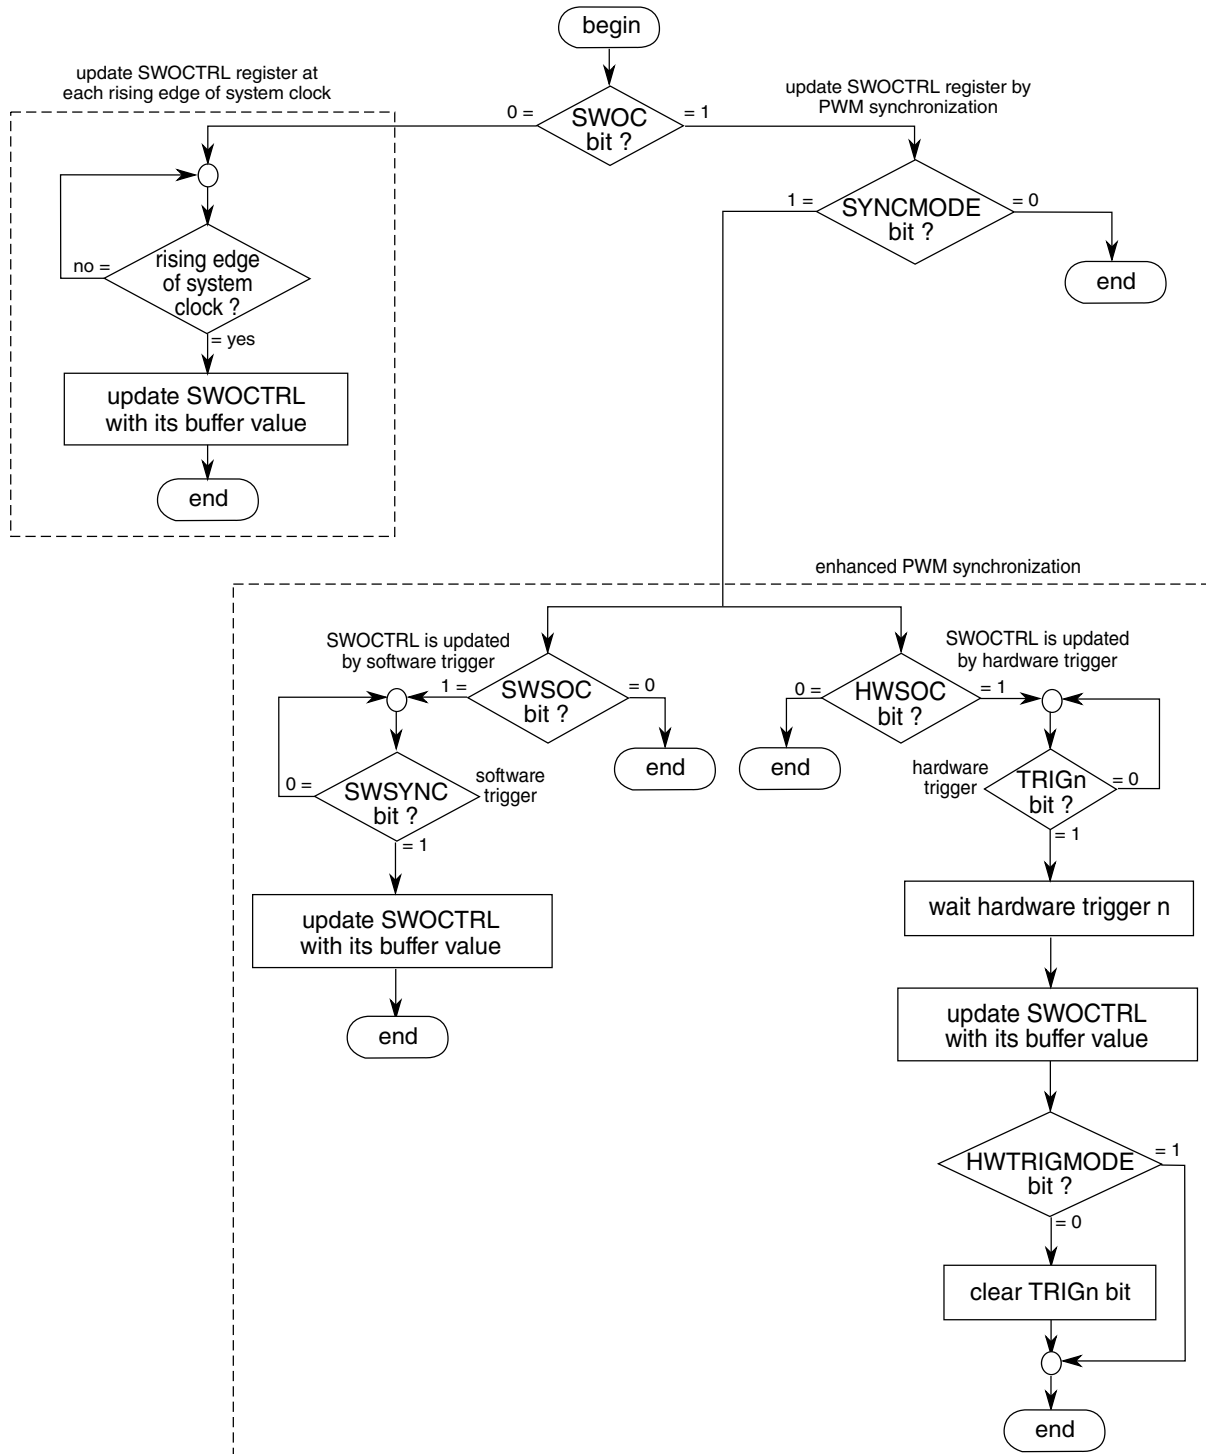 begin
update SWOCTRL register at
each rising edge of system clock
update SWOCTRL register by
PWM synchronization
0 =
SWOC
bit ?
= 1
1 =
SYNCMODE
bit ?
= 0
end
no =
rising edge
of system
clock ?
= yes
update SWOCTRL
with its buffer value
end
enhanced PWM synchronization
SWOCTRL is updated
by software trigger
1 =
SWSOC
bit ?
= 0
end
0 =
SWSYNC
bit ?
software
trigger
= 1
update SWOCTRL
with its buffer value
end
SWOCTRL is updated
by hardware trigger
0 =
HWSOC
bit ?
= 1
end
hardware
trigger
TRIGn
bit ?
= 0
= 1
wait hardware trigger n
update SWOCTRL
with its buffer value
HWTRIGMODE
bit ?
= 1
= 0
clear TRIGn bit
end